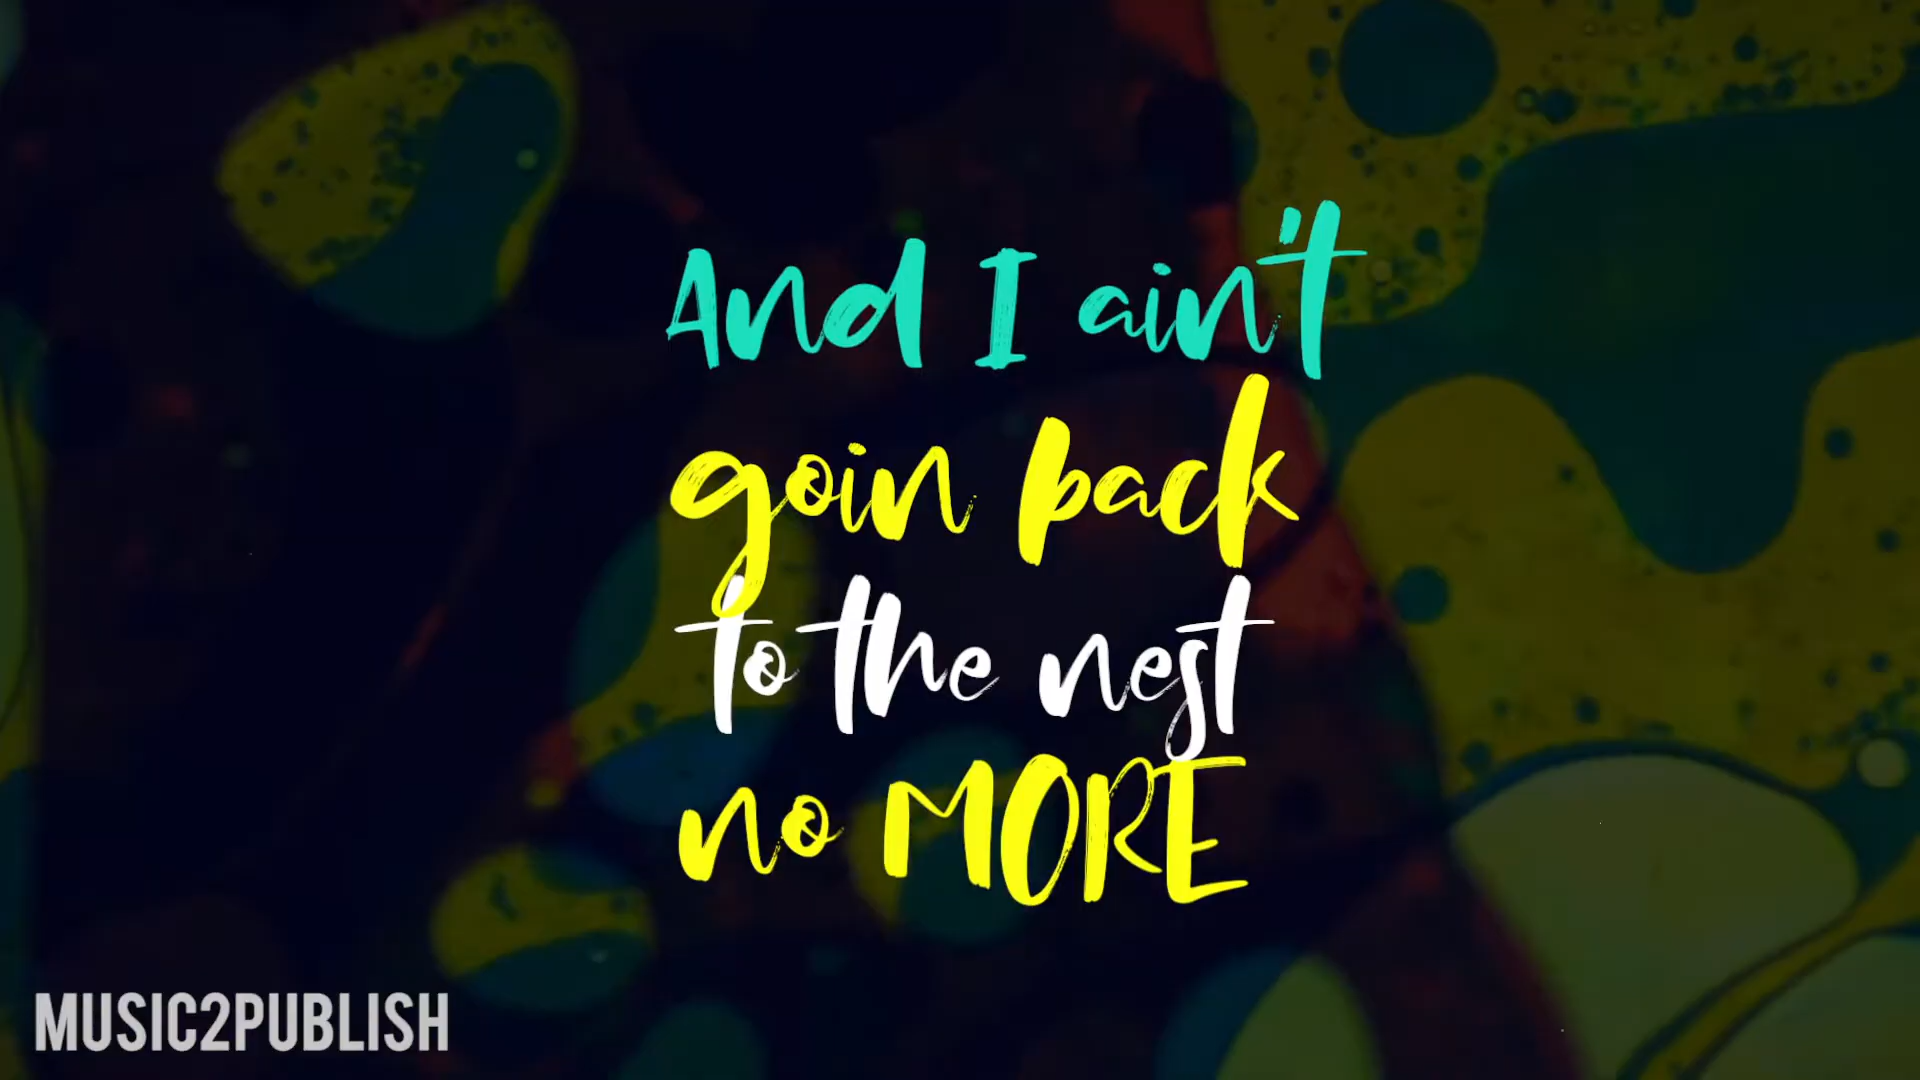 And I ain't
goin back
to the nest
no MORE
MUSIC2PUBLISH